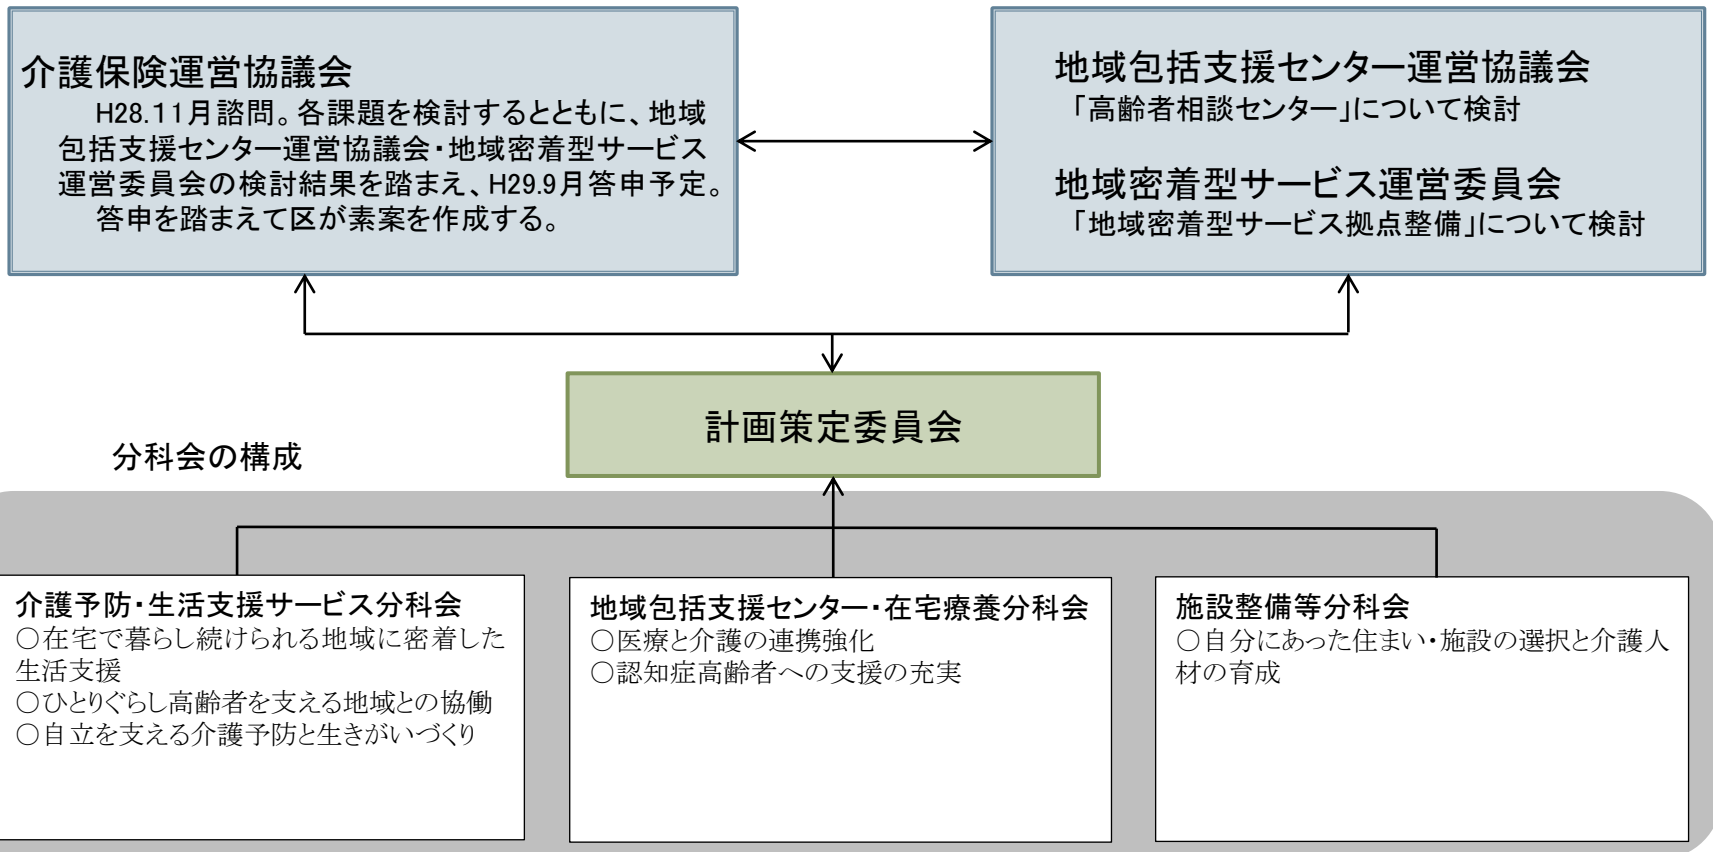 介護保険運営協議会
H28.11月諮問。各課題を検討するとともに、地域
包括支援センター運営協議会・地域密着型サービス
運営委員会の検討結果を踏まえ、H29.9月答申予定。
答申を踏まえて区が素案を作成する。
地域包括支援センター運営協議会
「高齢者相談センター」について検討
地域密着型サービス運営委員会
「地域密着型サービス拠点整備」について検討
計画策定委員会
分科会の構成
介護予防・生活支援サービス分科会
○在宅で暮らし続けられる地域に密着した
生活支援
○ひとりぐらし高齢者を支える地域との協働
○自立を支える介護予防と生きがいづくり
地域包括支援センター・在宅療養分科会
○医療と介護の連携強化
○認知症高齢者への支援の充実
施設整備等分科会
○自分にあった住まい・施設の選択と介護人
材の育成